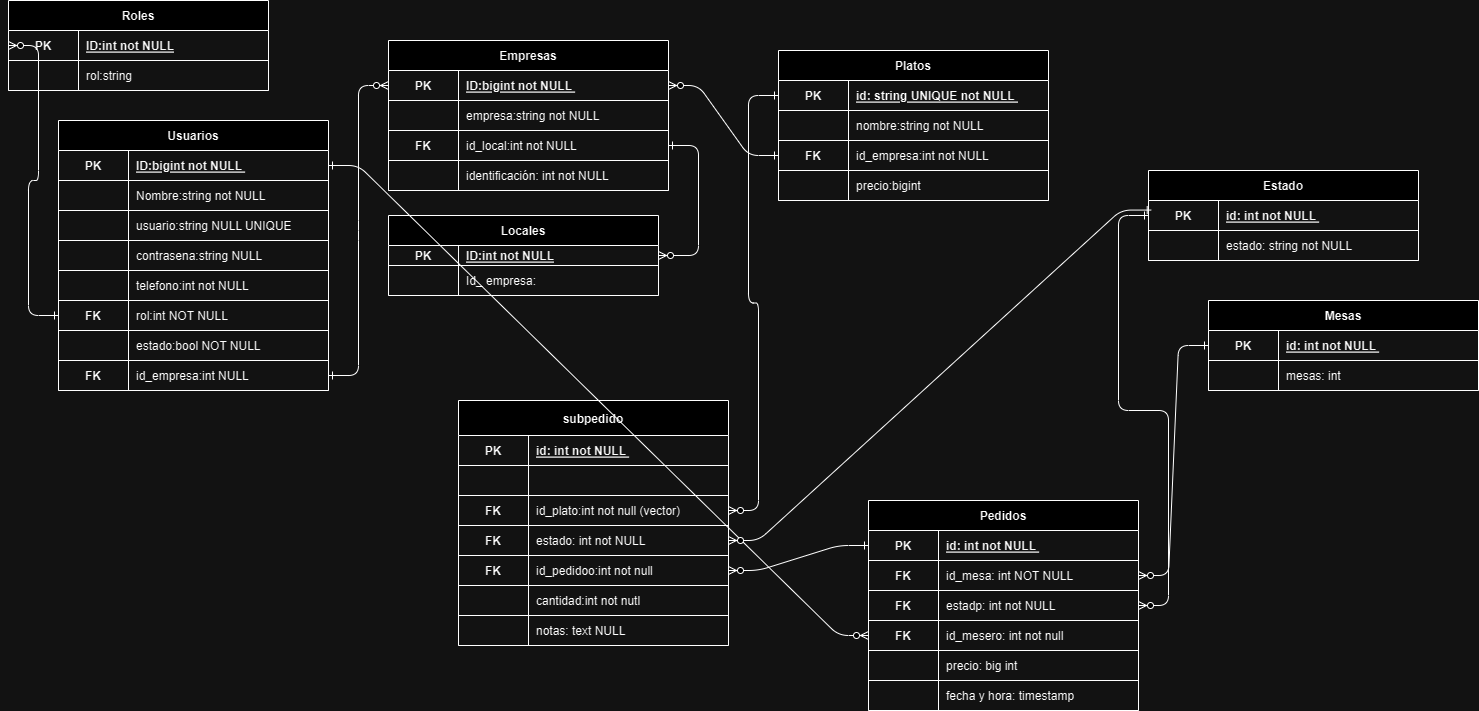 Roles
PK ID:int not NULL
rol:string
Usuarios
PK ID:bigint not NULL
Nombre:string not NULL
usuario:string NULL UNIQUE
contrasena:string NULL
telefono:int not NULL
FK rol:int NOT NULL
estado:bool NOT NULL
FK id_empresa:int NULL
Empresas
PK ID:bigint not NULL
empresa:string not NULL
FK id_local:int not NULL
identificación: int not NULL
Locales
PK ID:int not NULL
Id_ empresa:
Platos
PK id: string UNIQUE not NULL
nombre:string not NULL
FK id_empresa:int not NULL
precio:bigint
Estado
PK id: int not NULL
estado: string not NULL
Mesas
PK id: int not NULL
mesas: int
subpedido
PK id: int not NULL
FK id_plato:int not null (vector)
FK estado: int not NULL
FK id_pedidoo:int not null
cantidad:int not nutl
notas: text NULL
Pedidos
PK id: int not NULL
FK id_mesa: int NOT NULL
FK estadp: int not NULL
FK id_mesero: int not null
precio: big int
fecha y hora: timestamp